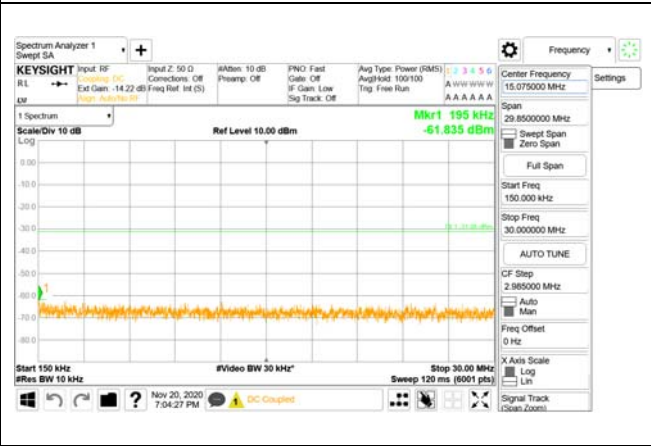 Spectrum Analyzer 1
Swept SA
+
Frequency
KEYSIGHT
RL
Input: RF
Coupling: DC
Ext Gain: -14.22 dB
Align: Auto/No RF
Input Z: 50 Ω
Corrections: Off
Freq Ref: Int (S)
#Atten: 10 dB
Preamp: Off
PNO: Fast
Gate: Off
IF Gain: Low
Sig Track: Off
Avg Type: Power (RMS)
Avg|Hold: 100/100
Trig: Free Run
1 2 3 4 5 6
A W W W W W
A A A A A A
1 Spectrum
Scale/Div 10 dB
Log
Ref Level 10.00 dBm
Mkr1 195 kHz
-61.835 dBm
0.00
-10.0
-20.0
-30.0
-40.0
-50.0
-60.0
-70.0
-80.0
1
Start 150 kHz
#Res BW 10 kHz
#Video BW 30 kHz*
Stop 30.00 MHz
Sweep 120 ms (6001 pts)
Center Frequency
15.075000 MHz
Settings
Span
29.8500000 MHz
Swept Span
Zero Span
Full Span
Start Freq
150.000 kHz
Stop Freq
30.000000 MHz
AUTO TUNE
CF Step
2.985000 MHz
Auto
Man
Freq Offset
0 Hz
X Axis Scale
Log
Lin
Signal Track
(Span Zoom)
?
Nov 20, 2020
7:04:27 PM
1
DC Coupled